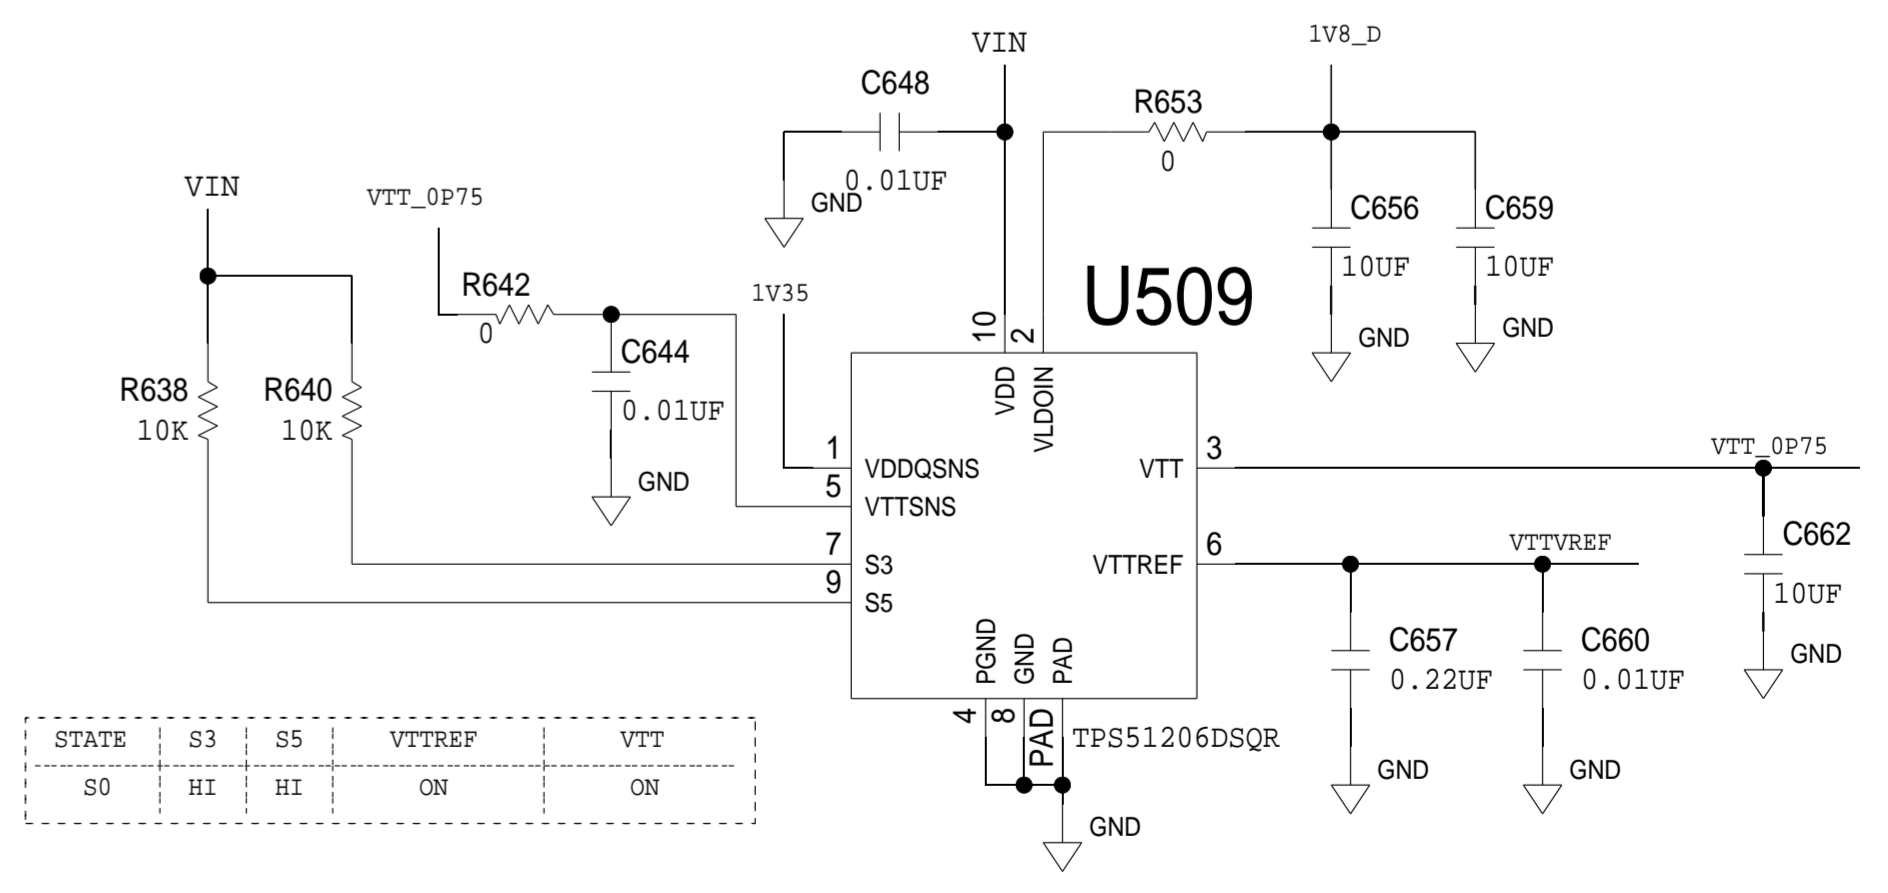 VIN
1V8_D
C648
R653
0.01UF
0
GND
VIN
VTT_0P75
C656
10UF
C659
10UF
R642
0
1V35
U509
GND
GND
C644
0.01UF
10
2
R638
10K
R640
10K
VDD
VLDOIN
GND
1
VDDQSNS
5
VTTSNS
7
S3
9
S5
VTT
3
VTT_0P75
VTTREF
6
VTTVREF
C662
10UF
GND
PGND
GND
PAD
C657
0.22UF
C660
0.01UF
4
8
PAD
TPS51206DSQR
GND
GND
GND
STATE S3 S5 VTTREF VTT
S0 HI HI ON ON